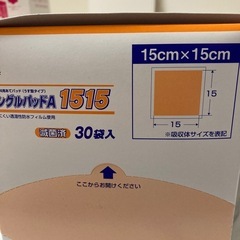 ングルパッドA 1515
滅菌済 30袋入
15cm×15cm
15
15
※吸収体サイズを表記
ここからお開けください